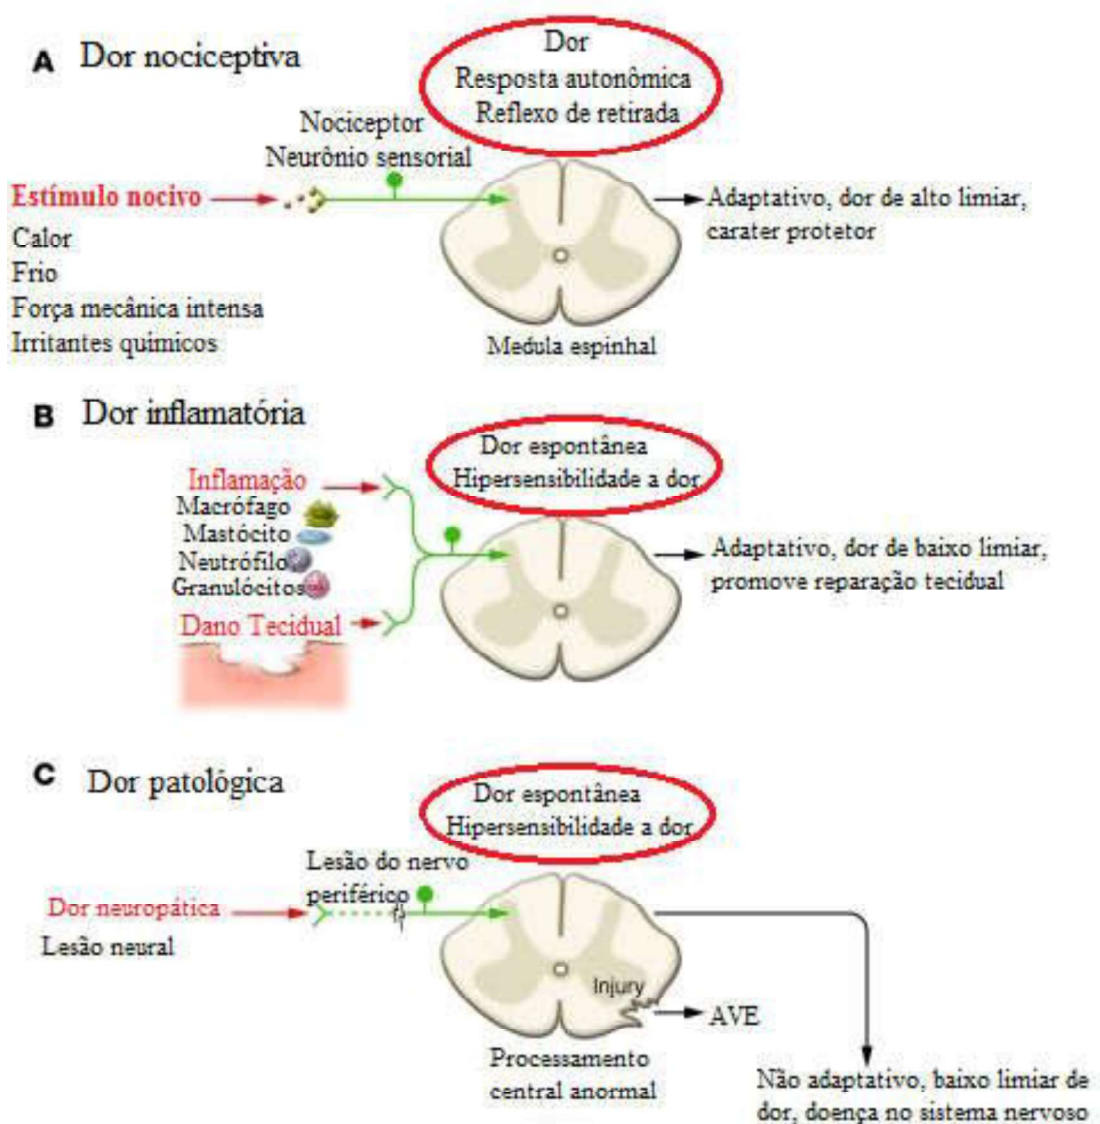 A Dor nociceptiva
Dor
Resposta autonômica
Reflexo de retirada
Nociceptor
Neurônio sensorial
Estímulo nocivo
Calor
Frio
Força mecânica intensa
Irritantes químicos
Adaptativo, dor de alto limiar,
carater protetor
Medula espinhal
B Dor inflamatória
Dor espontânea
Hipersensibilidade a dor
Inflamação
Macrófago
Mastócito
Neutrófilo
Granulócitos
Dano Tecidual
Adaptativo, dor de baixo limiar,
promove reparação tecidual
C Dor patológica
Dor espontânea
Hipersensibilidade a dor
Lesão do nervo
periférico
Dor neuropática
Lesão neural
Injury
AVE
Processamento
central anormal
Não adaptativo, baixo limiar de
dor, doença no sistema nervoso